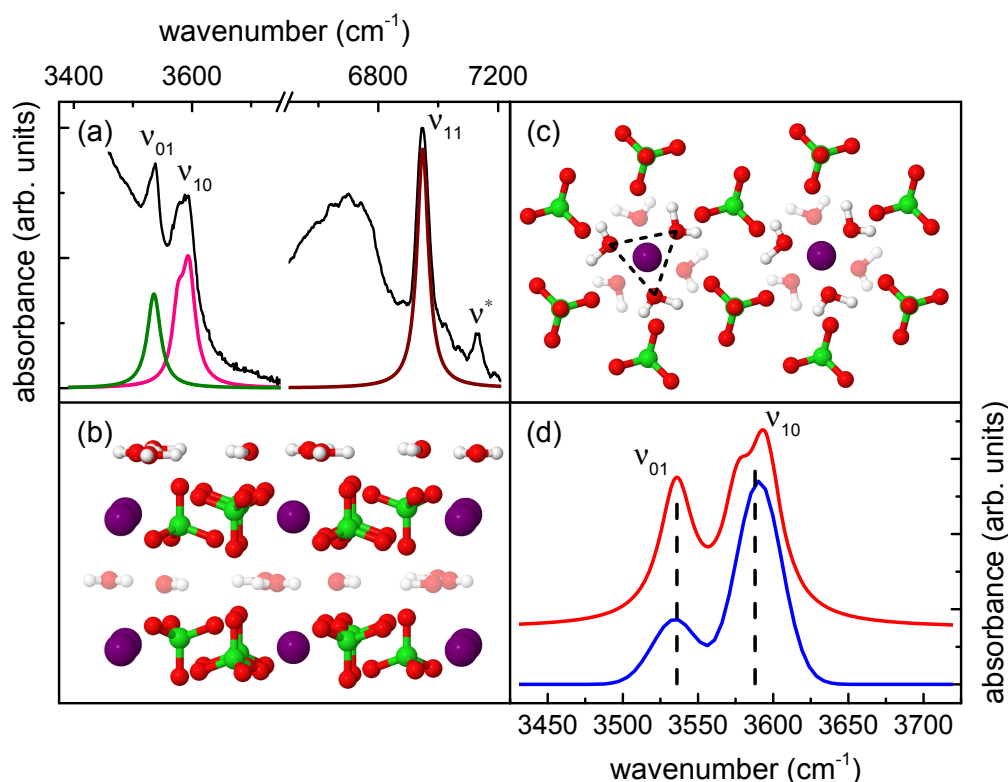 wavenumber (cm⁻¹)
3400 3600 6800 7200
absorbance (arb. units)
(a)
ν₀₁
ν₁₀
ν₁₁
ν*
(c)
(b)
(d)
ν₀₁
ν₁₀
absorbance (arb. units)
3450 3500 3550 3600 3650 3700
wavenumber (cm⁻¹)